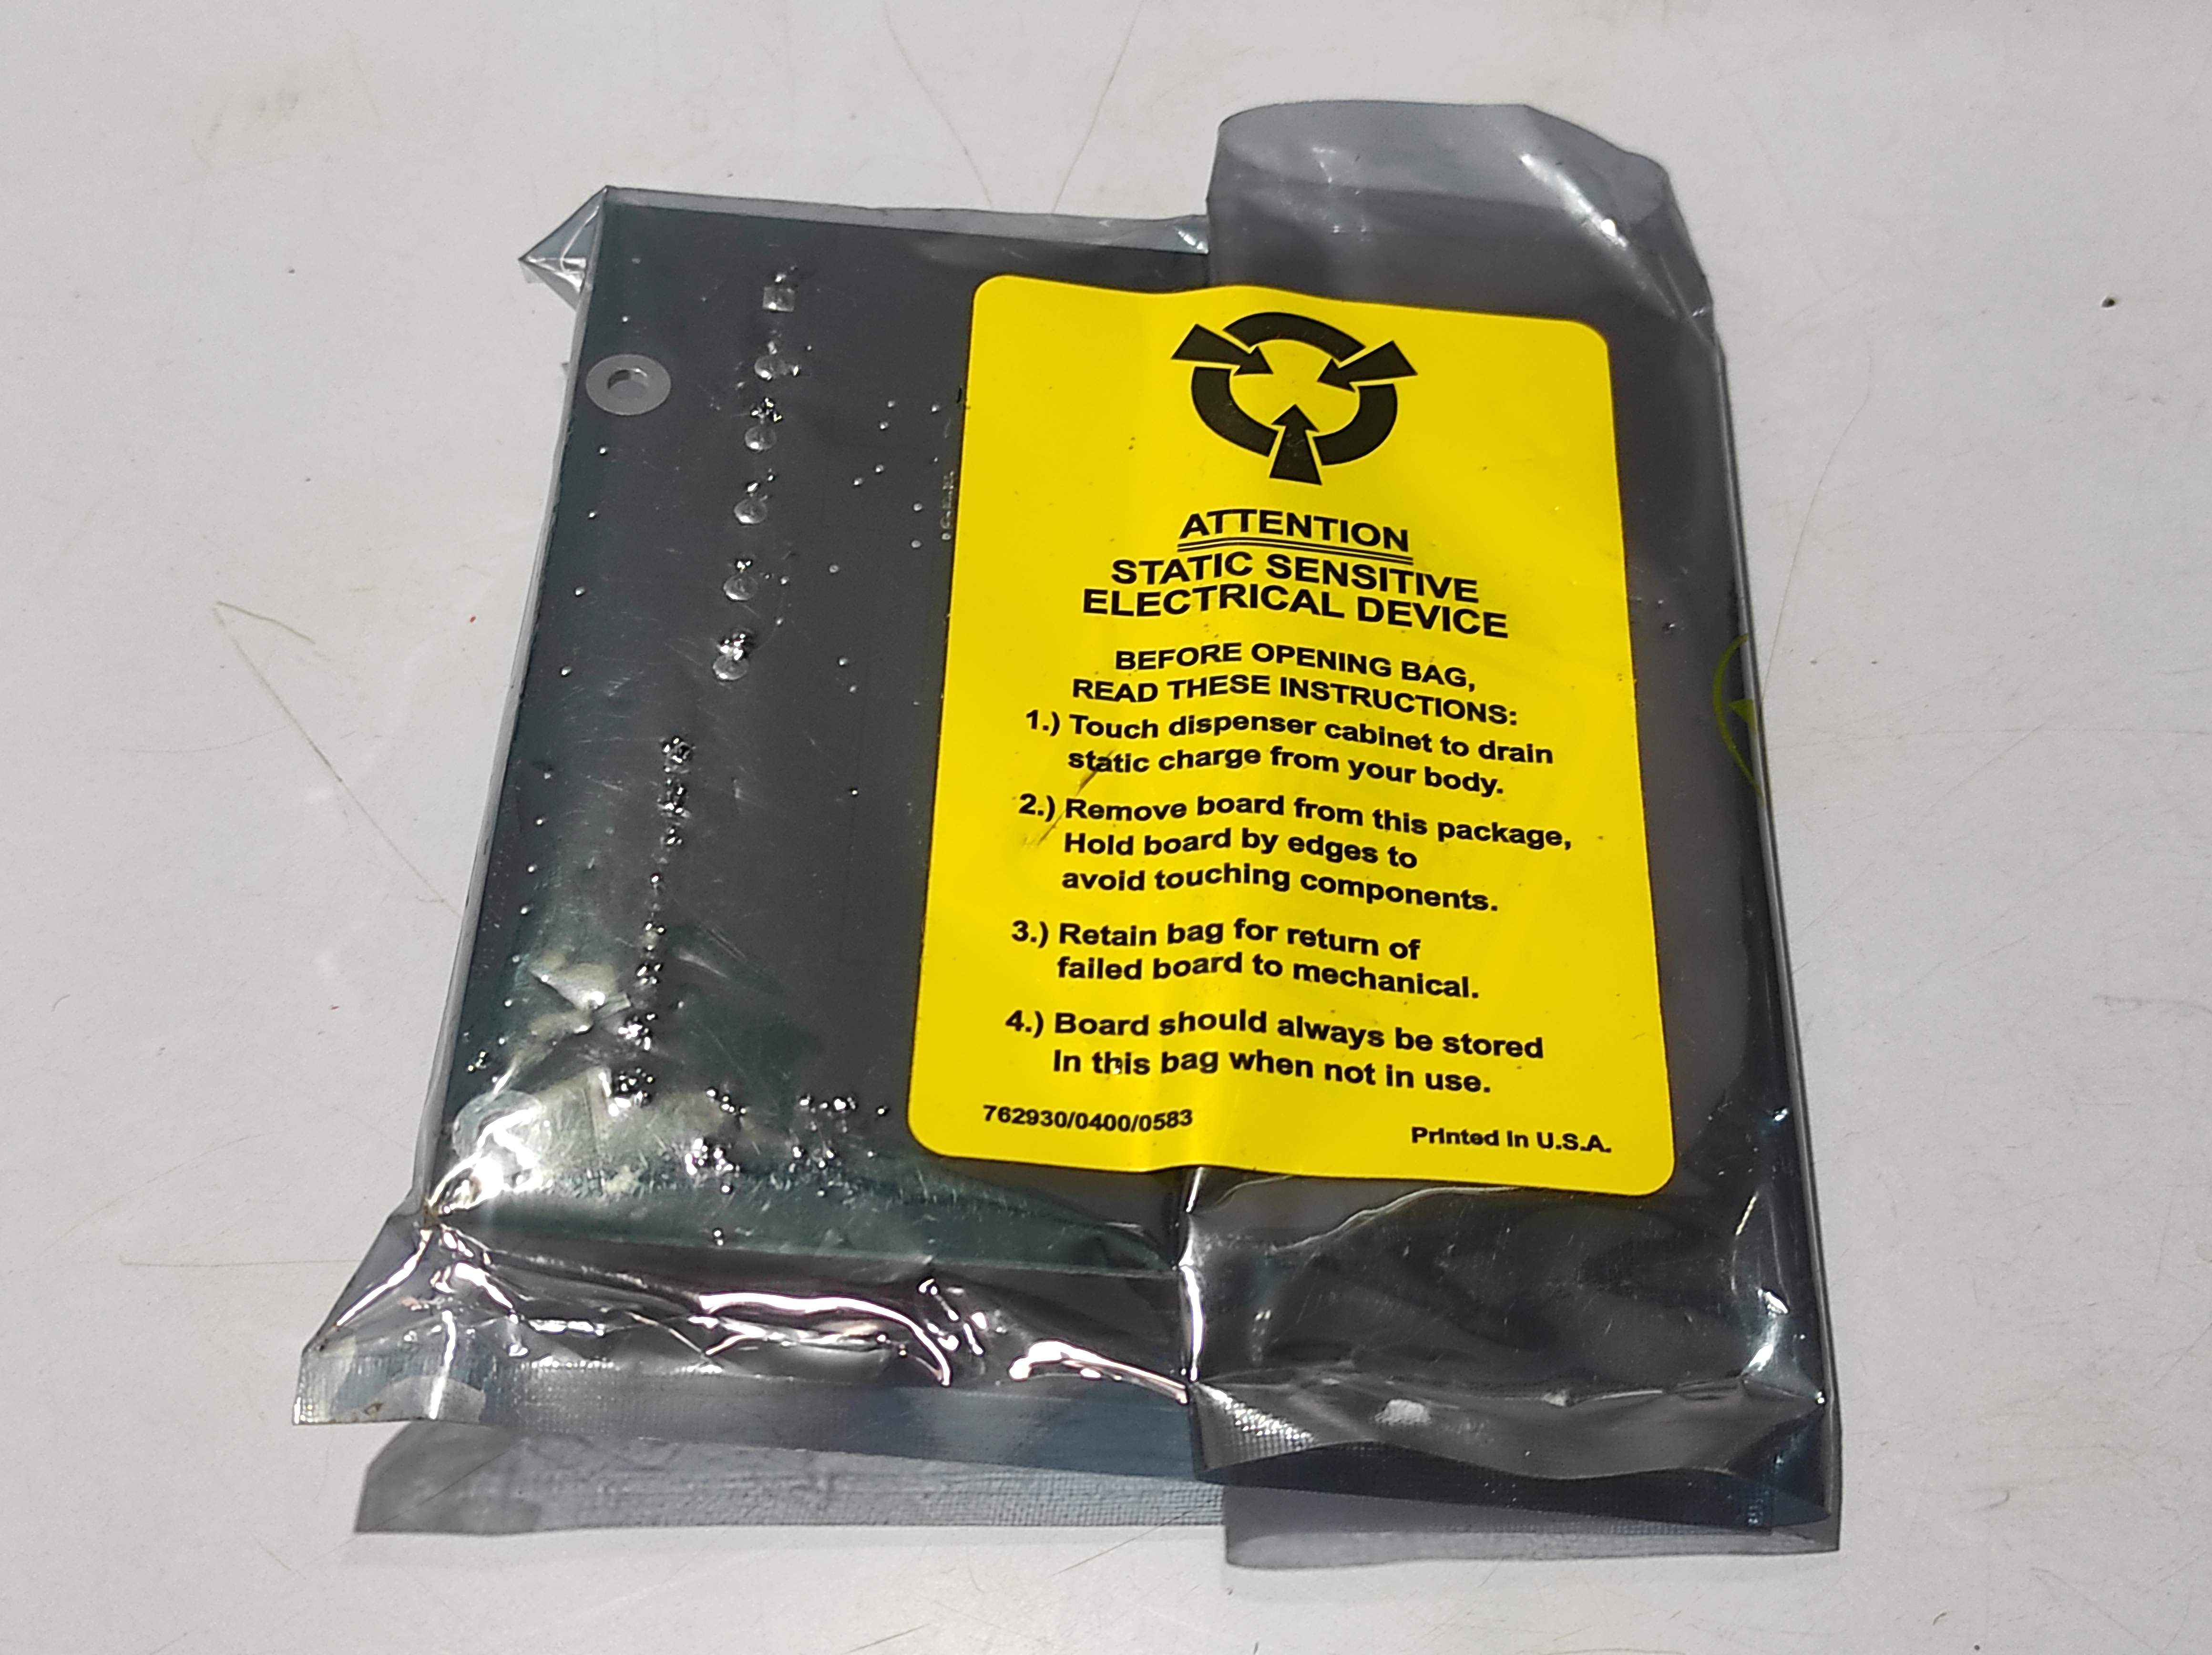 ATTENTION
STATIC SENSITIVE
ELECTRICAL DEVICE
BEFORE OPENING BAG,
READ THESE INSTRUCTIONS:
1.) Touch dispenser cabinet to drain
static charge from your body.
2.) Remove board from this package,
Hold board by edges to
avoid touching components.
3.) Retain bag for return of
failed board to mechanical.
4.) Board should always be stored
In this bag when not in use.
762930/0400/0583
Printed in U.S.A.